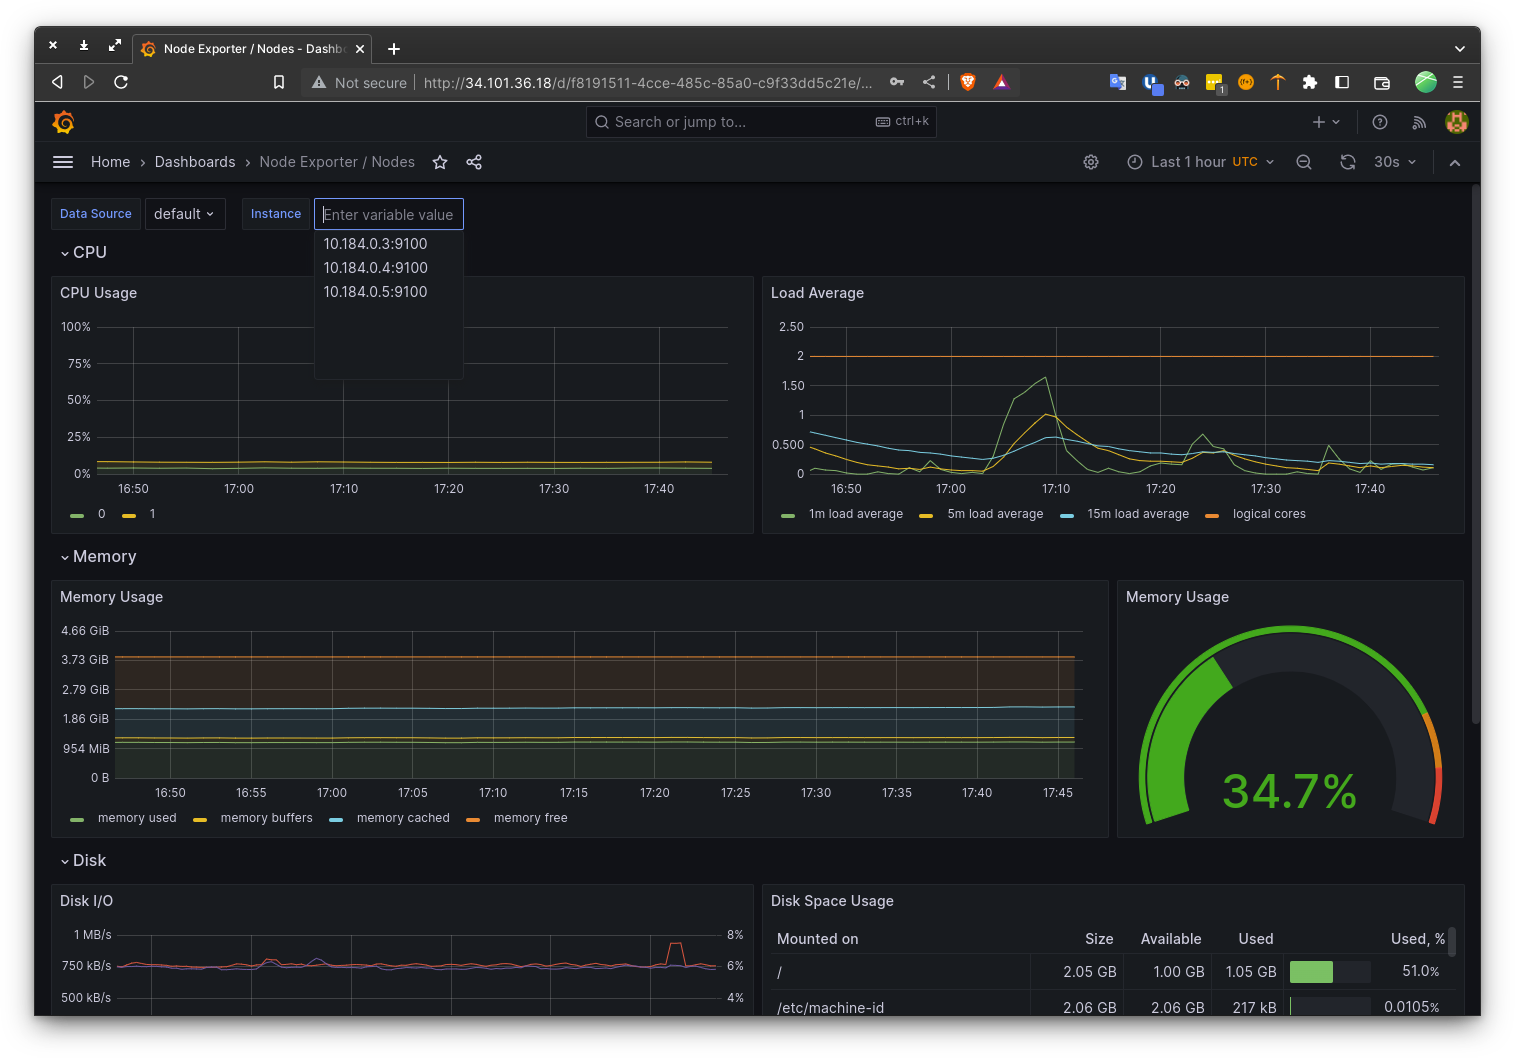 Node Exporter / Nodes - Dashb
Not secure
http://34.101.36.18/d/f8191511-4cce-485c-85a0-c9f33dd5c21e/...
1
Search or jump to...
ctrl+k
Home › Dashboards › Node Exporter / Nodes
Last 1 hour UTC
30s
Data Source
default
Instance
Enter variable value
10.184.0.3:9100
10.184.0.4:9100
10.184.0.5:9100
CPU
CPU Usage
100%
75%
50%
25%
0%
16:50 17:00 17:10 17:20 17:30 17:40
0 1
Load Average
2.50
2
1.50
1
0.500
0
16:50 17:00 17:10 17:20 17:30 17:40
1m load average 5m load average 15m load average logical cores
Memory
Memory Usage
4.66 GiB
3.73 GiB
2.79 GiB
1.86 GiB
954 MiB
0 B
16:50 16:55 17:00 17:05 17:10 17:15 17:20 17:25 17:30 17:35 17:40 17:45
memory used memory buffers memory cached memory free
Memory Usage
34.7%
Disk
Disk I/O
1 MB/s 8%
750 kB/s 6%
500 kB/s 4%
Disk Space Usage
Mounted on Size Available Used Used, %
/ 2.05 GB 1.00 GB 1.05 GB 51.0%
/etc/machine-id 2.06 GB 2.06 GB 217 kB 0.0105%